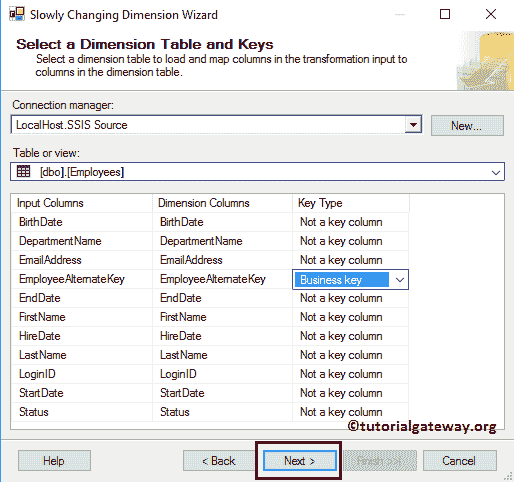 Slowly Changing Dimension Wizard
Select a Dimension Table and Keys
Select a dimension table to load and map columns in the transformation input to
columns in the dimension table.
Connection manager:
LocalHost.SSIS Source
New...
Table or view:
[dbo].[Employees]
Input Columns Dimension Columns Key Type
BirthDate BirthDate Not a key column
DepartmentName DepartmentName Not a key column
EmailAddress EmailAddress Not a key column
EmployeeAlternateKey EmployeeAlternateKey Business key
EndDate EndDate Not a key column
FirstName FirstName Not a key column
HireDate HireDate Not a key column
LastName LastName Not a key column
LoginID LoginID Not a key column
StartDate StartDate Not a key column
Status Status Not a key column
©tutorialgateway.org
Help < Back Next > Finish >>| Cancel